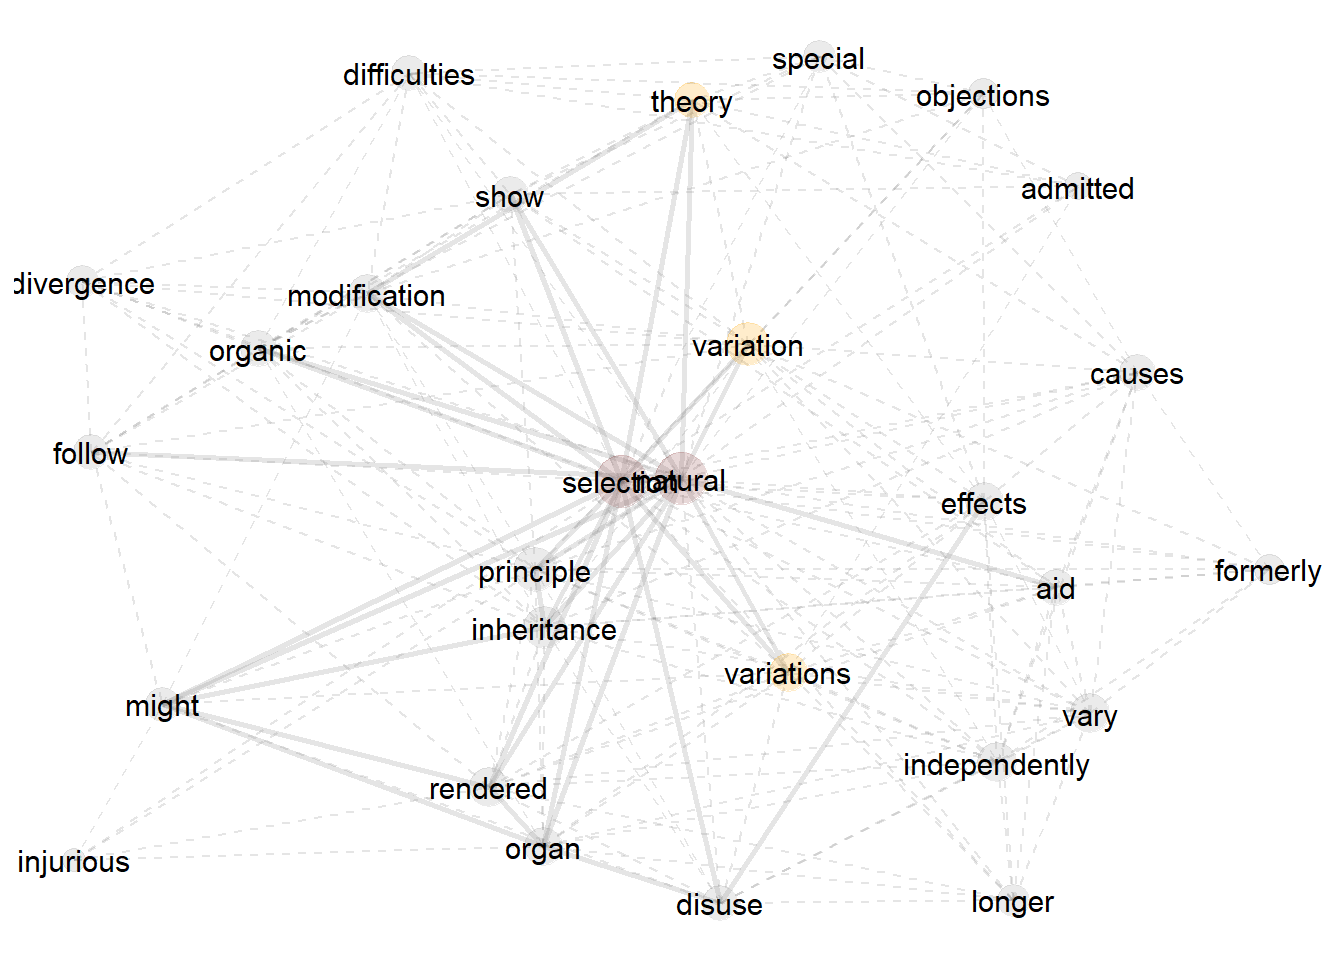 special
difficulties
objections
theory
admitted
show
divergence
modification
variation
organic
causes
follow
selection
natural
effects
principle
formerly
aid
inheritance
variations
might
vary
independently
rendered
organ
injurious
longer
disuse